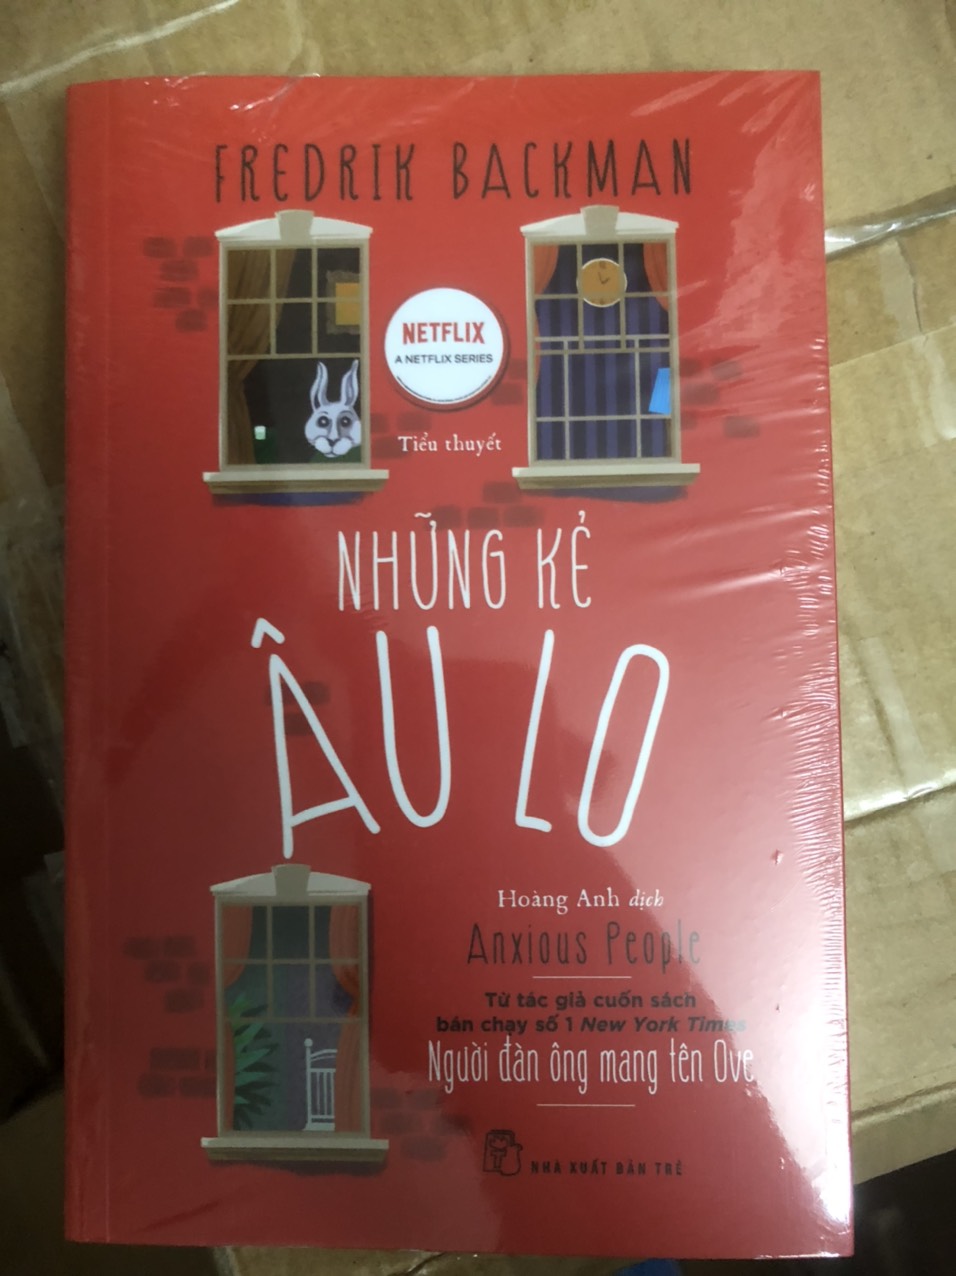 FREDRIK BACKMAN
NETFLIX
A NETFLIX SERIES
Tiểu thuyết
NHỮNG KẺ
ÂU LO
Hoàng Anh dịch
Anxious People
Từ tác giả cuốn sách
bán chạy số 1 New York Times
Người đàn ông mang tên Ove
NHÀ XUẤT BẢN TRẺ